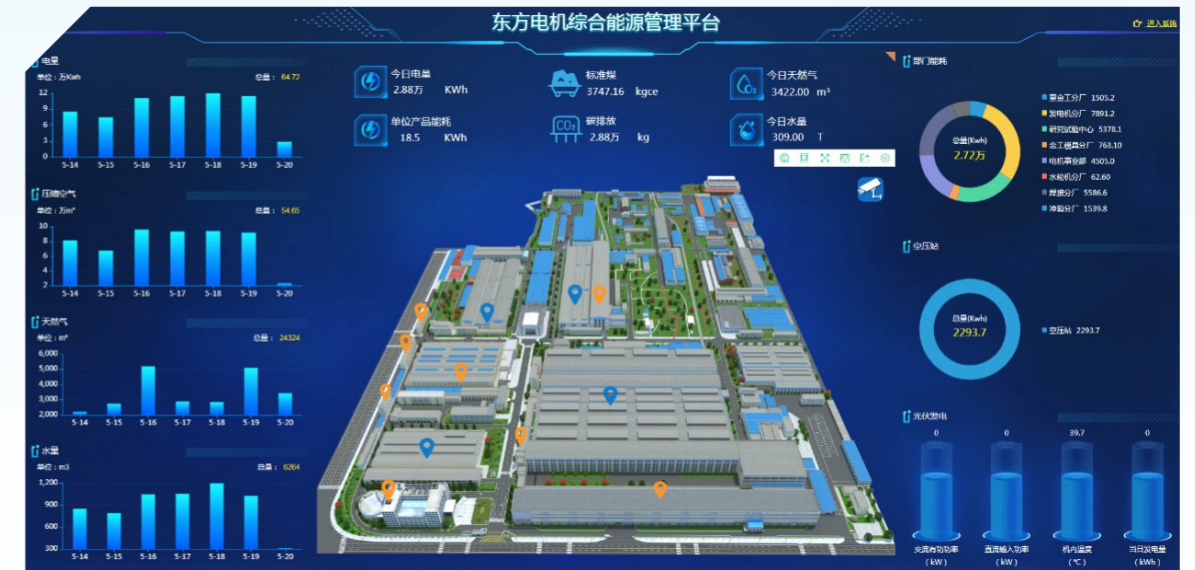 东方电机综合能源管理平台
进入系统
电量
单位：万Kwh 总量： 64.72
12
9
6
3
0
5-14 5-15 5-16 5-17 5-18 5-19 5-20
压缩空气
单位：万m³ 总量： 54.65
10
8
6
4
2
5-14 5-15 5-16 5-17 5-18 5-19 5-20
天然气
单位：m³ 总量： 24324
6,000
5,000
4,000
3,000
2,000
5-14 5-15 5-16 5-17 5-18 5-19 5-20
水量
单位：m3 总量： 6264
1,200
900
600
300
5-14 5-15 5-16 5-17 5-18 5-19 5-20
今日电量
2.88万 KWh
标准煤
3747.16 kgce
今日天然气
3422.00 m³
单位产品能耗
18.5 KWh
CO₂
碳排放
2.88万 kg
今日水量
309.00 T
部门能耗
总量(Kwh)
2.72万
重金工分厂 1505.2
发电机分厂 7891.2
研究试验中心 5378.1
金工模具分厂 763.10
电机事业部 4505.0
水轮机分厂 62.60
焊接分厂 5586.6
冲剪分厂 1539.8
空压站
总量(Kwh)
2293.7
空压站 2293.7
光伏发电
0 0 39.7 0
交流有功功率 直流输入功率 机内温度 当日发电量
(kW) (kW) (℃) (kWh)